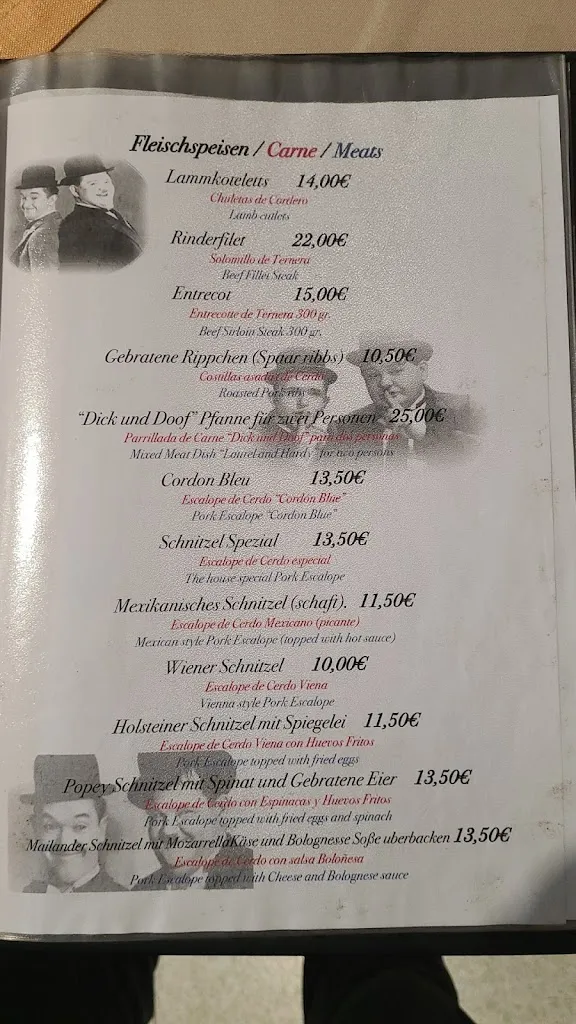 Fleischspeisen / Carne / Meats
Lammkoteletts 14,00€
Chuletas de Cordero
Lamb cutlets
Rinderfilet 22,00€
Solomillo de Ternera
Beef Fillet Steak
Entrecot 15,00€
Entrecotte de Ternera 300 gr.
Beef Sirloin Steak 300 gr.
Gebratene Rippchen (Spaar ribbs) 10,50€
Costillas asadas de Cerdo
Roasted Pork ribs
"Dick und Doof" Pfanne für zwei Personen 25,00€
Parrillada de Carne "Dick und Doof" para dos personas
Mixed Meat Dish "Laurel and Hardy" for two persons
Cordon Bleu 13,50€
Escalope de Cerdo "Cordon Blue"
Pork Escalope "Cordon Blue"
Schnitzel Spezial 13,50€
Escalope de Cerdo especial
The house special Pork Escalope
Mexikanisches Schnitzel (schaft). 11,50€
Escalope de Cerdo Mexicano (picante)
Mexican style Pork Escalope (topped with hot sauce)
Wiener Schnitzel 10,00€
Escalope de Cerdo Viena
Vienna style Pork Escalope
Holsteiner Schnitzel mit Spiegelei 11,50€
Escalope de Cerdo Viena con Huevos Fritos
Pork Escalope topped with fried eggs
Popey Schnitzel mit Spinat und Gebratene Eier 13,50€
Escalope de Cerdo con Espinacas y Huevos Fritos
Pork Escalope topped with fried eggs and spinach
Mailander Schnitzel mit MozarrellaKäse und Bolognesse Soße uberbacken 13,50€
Escalope de Cerdo con salsa Boloñesa
Pork Escalope topped with Cheese and Bolognese sauce